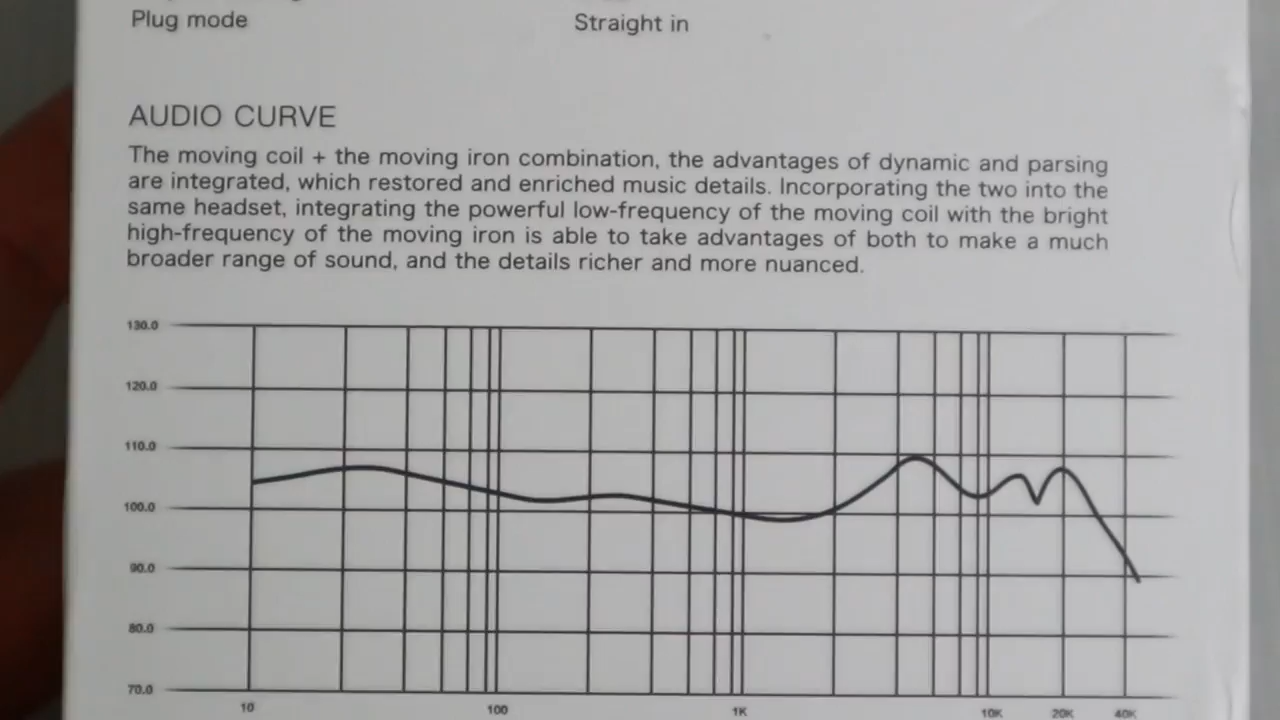 Plug mode Straight in
AUDIO CURVE
The moving coil + the moving iron combination, the advantages of dynamic and parsing
are integrated, which restored and enriched music details. Incorporating the two into the
same headset, integrating the powerful low-frequency of the moving coil with the bright
high-frequency of the moving iron is able to take advantages of both to make a much
broader range of sound, and the details richer and more nuanced.
130.0
120.0
110.0
100.0
90.0
80.0
70.0
10 100 1K 10K 20K 40K